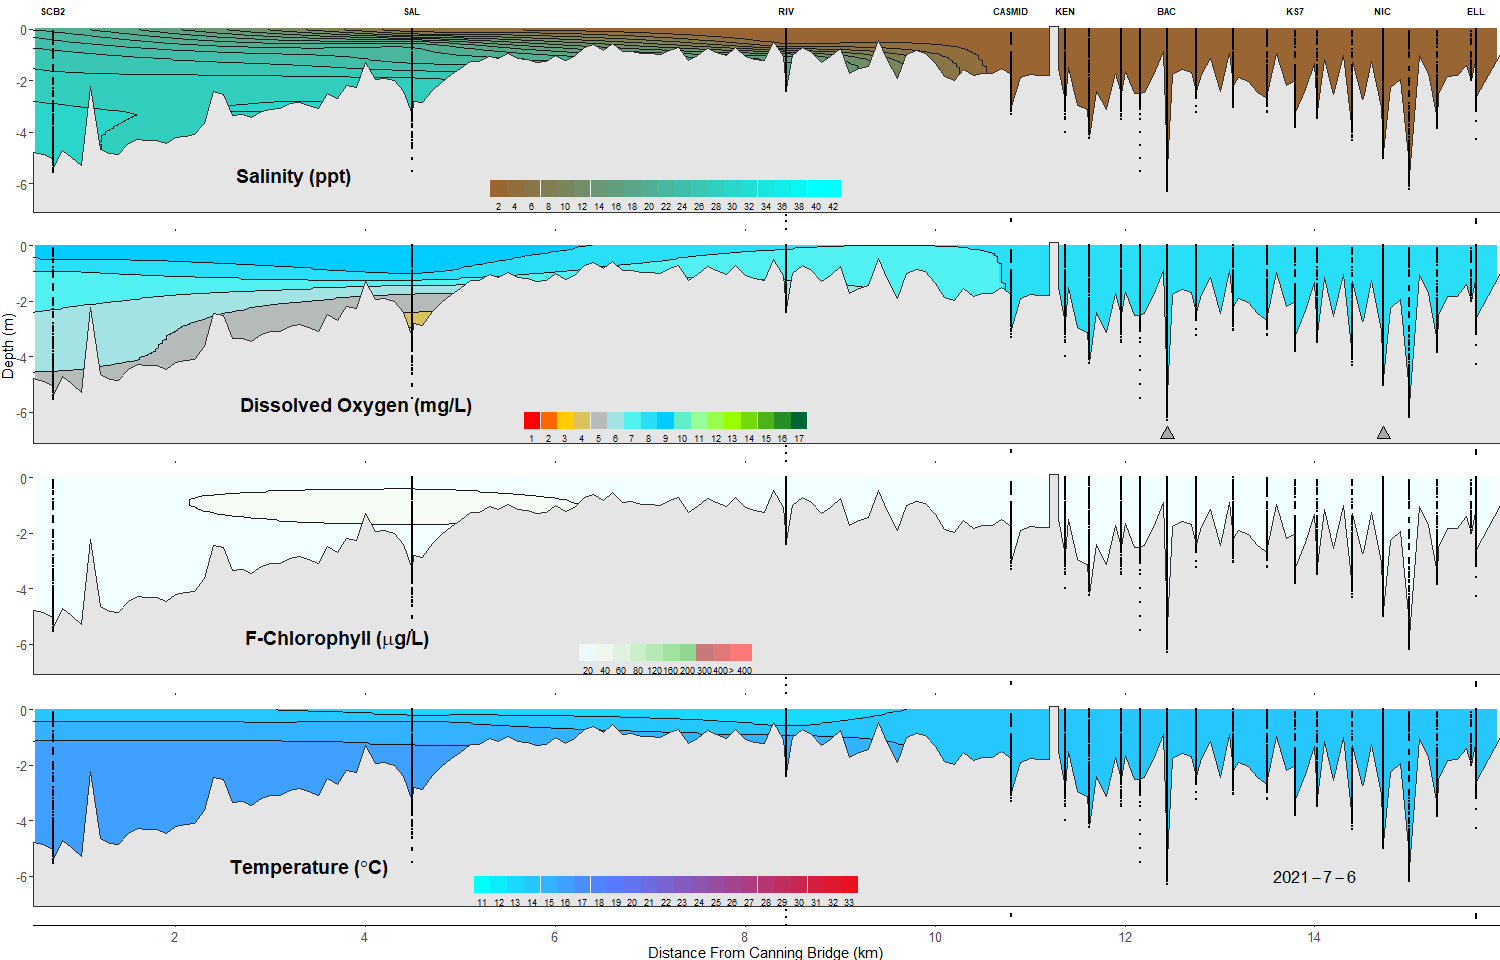 SCB2 SAL RIV CASMID KEN BAC KS7 NIC ELL
0
-2
-4
-6
Salinity (ppt)
2 4 6 8 10 12 14 16 18 20 22 24 26 28 30 32 34 36 38 40 42
0
-2
-4
-6
Dissolved Oxygen (mg/L)
1 2 3 4 5 6 7 8 9 10 11 12 13 14 15 16 17
Depth (m)
0
-2
-4
-6
F-Chlorophyll (µg/L)
20 40 60 80 120 160 200 300 400 > 400
0
-2
-4
-6
Temperature (°C)
11 12 13 14 15 16 17 18 19 20 21 22 23 24 25 26 27 28 29 30 31 32 33
2021-7-6
2 4 6 8 10 12 14
Distance From Canning Bridge (km)